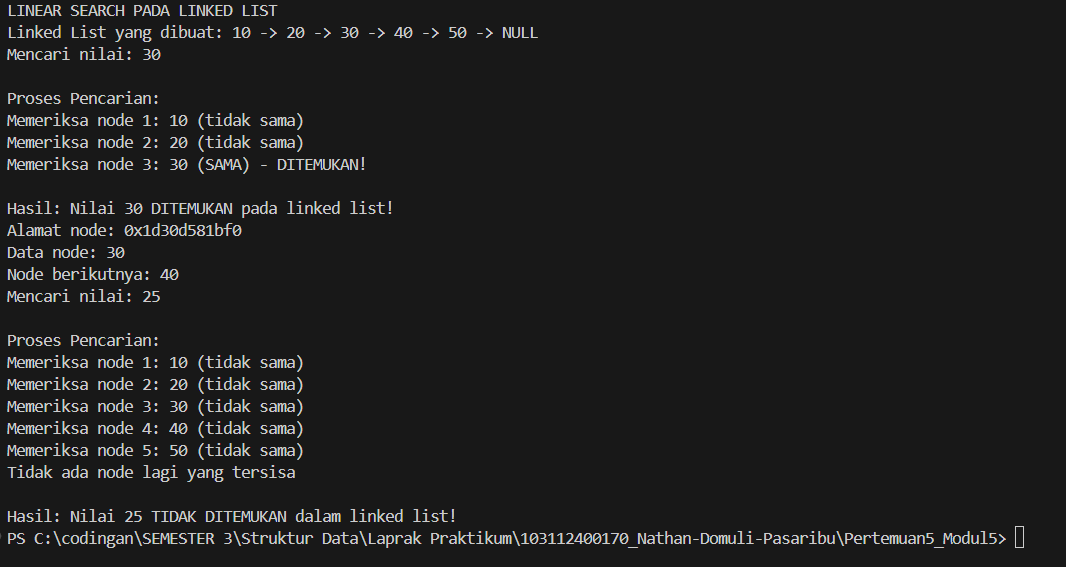 LINEAR SEARCH PADA LINKED LIST
Linked List yang dibuat: 10 -> 20 -> 30 -> 40 -> 50 -> NULL
Mencari nilai: 30
Proses Pencarian:
Memeriksa node 1: 10 (tidak sama)
Memeriksa node 2: 20 (tidak sama)
Memeriksa node 3: 30 (SAMA) - DITEMUKAN!
Hasil: Nilai 30 DITEMUKAN pada linked list!
Alamat node: 0x1d30d581bf0
Data node: 30
Node berikutnya: 40
Mencari nilai: 25
Proses Pencarian:
Memeriksa node 1: 10 (tidak sama)
Memeriksa node 2: 20 (tidak sama)
Memeriksa node 3: 30 (tidak sama)
Memeriksa node 4: 40 (tidak sama)
Memeriksa node 5: 50 (tidak sama)
Tidak ada node lagi yang tersisa
Hasil: Nilai 25 TIDAK DITEMUKAN dalam linked list!
PS C:\codingan\SEMESTER 3\Struktur Data\Laprak Praktikum\103112400170_Nathan-Domuli-Pasaribu\Pertemuan5_Modul5>